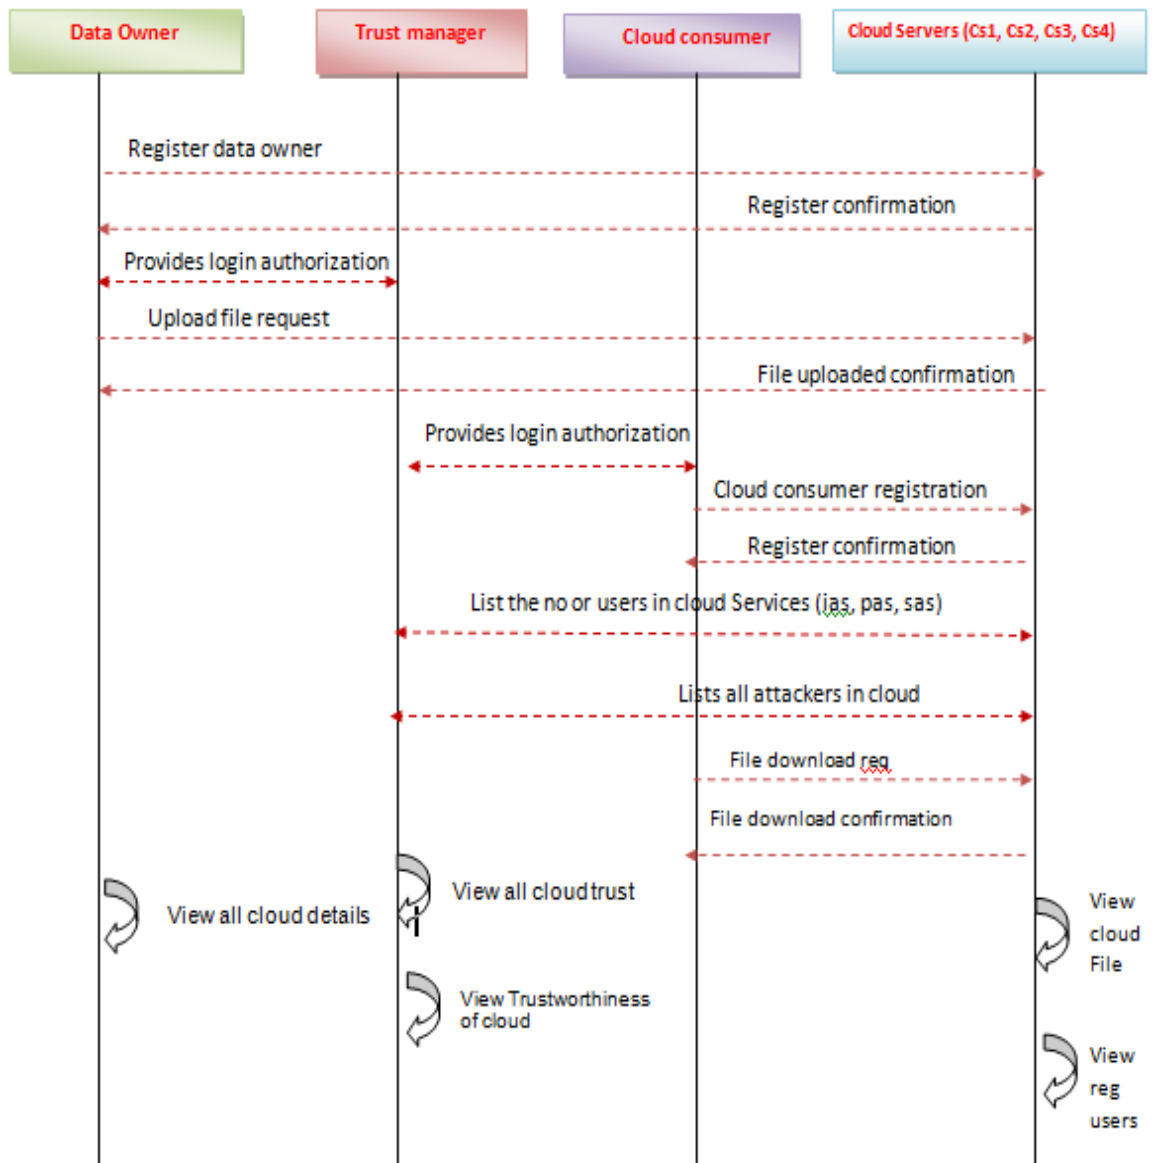 Data Owner
Trust manager
Cloud consumer
Cloud Servers (Cs1, Cs2, Cs3, Cs4)
Register data owner
Register confirmation
Provides login authorization
Upload file request
File uploaded confirmation
Provides login authorization
Cloud consumer registration
Register confirmation
List the no or users in cloud Services (ias, pas, sas)
Lists all attackers in cloud
File download req
File download confirmation
View all cloud details
View all cloud trust
View
cloud
File
View Trustworthiness
of cloud
View
reg
users